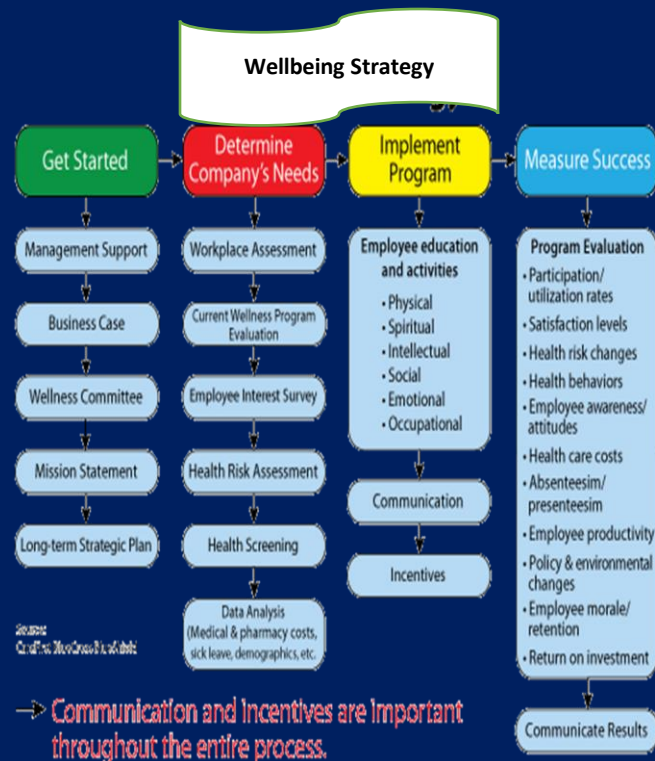 Wellbeing Strategy
Get Started
Determine
Company's Needs
Implement
Program
Measure Success
Management Support
Business Case
Wellness Committee
Mission Statement
Long-term Strategic Plan
Workplace Assessment
Current Wellness Program
Evaluation
Employee Interest Survey
Health Risk Assessment
Health Screening
Data Analysis
(Medical & pharmacy costs,
sick leave, demographics, etc.
Employee education
and activities
• Physical
• Spiritual
• Intellectual
• Social
• Emotional
• Occupational
Communication
Incentives
Program Evaluation
• Participation/
utilization rates
• Satisfaction levels
• Health risk changes
• Health behaviors
• Employee awareness/
attitudes
• Health care costs
• Absenteesim/
presenteesim
• Employee productivity
• Policy & environmental
changes
• Employee morale/
retention
• Return on investment
Communicate Results
Source:
CareFirst BlueCross BlueShield
Communication and incentives are important
throughout the entire process.